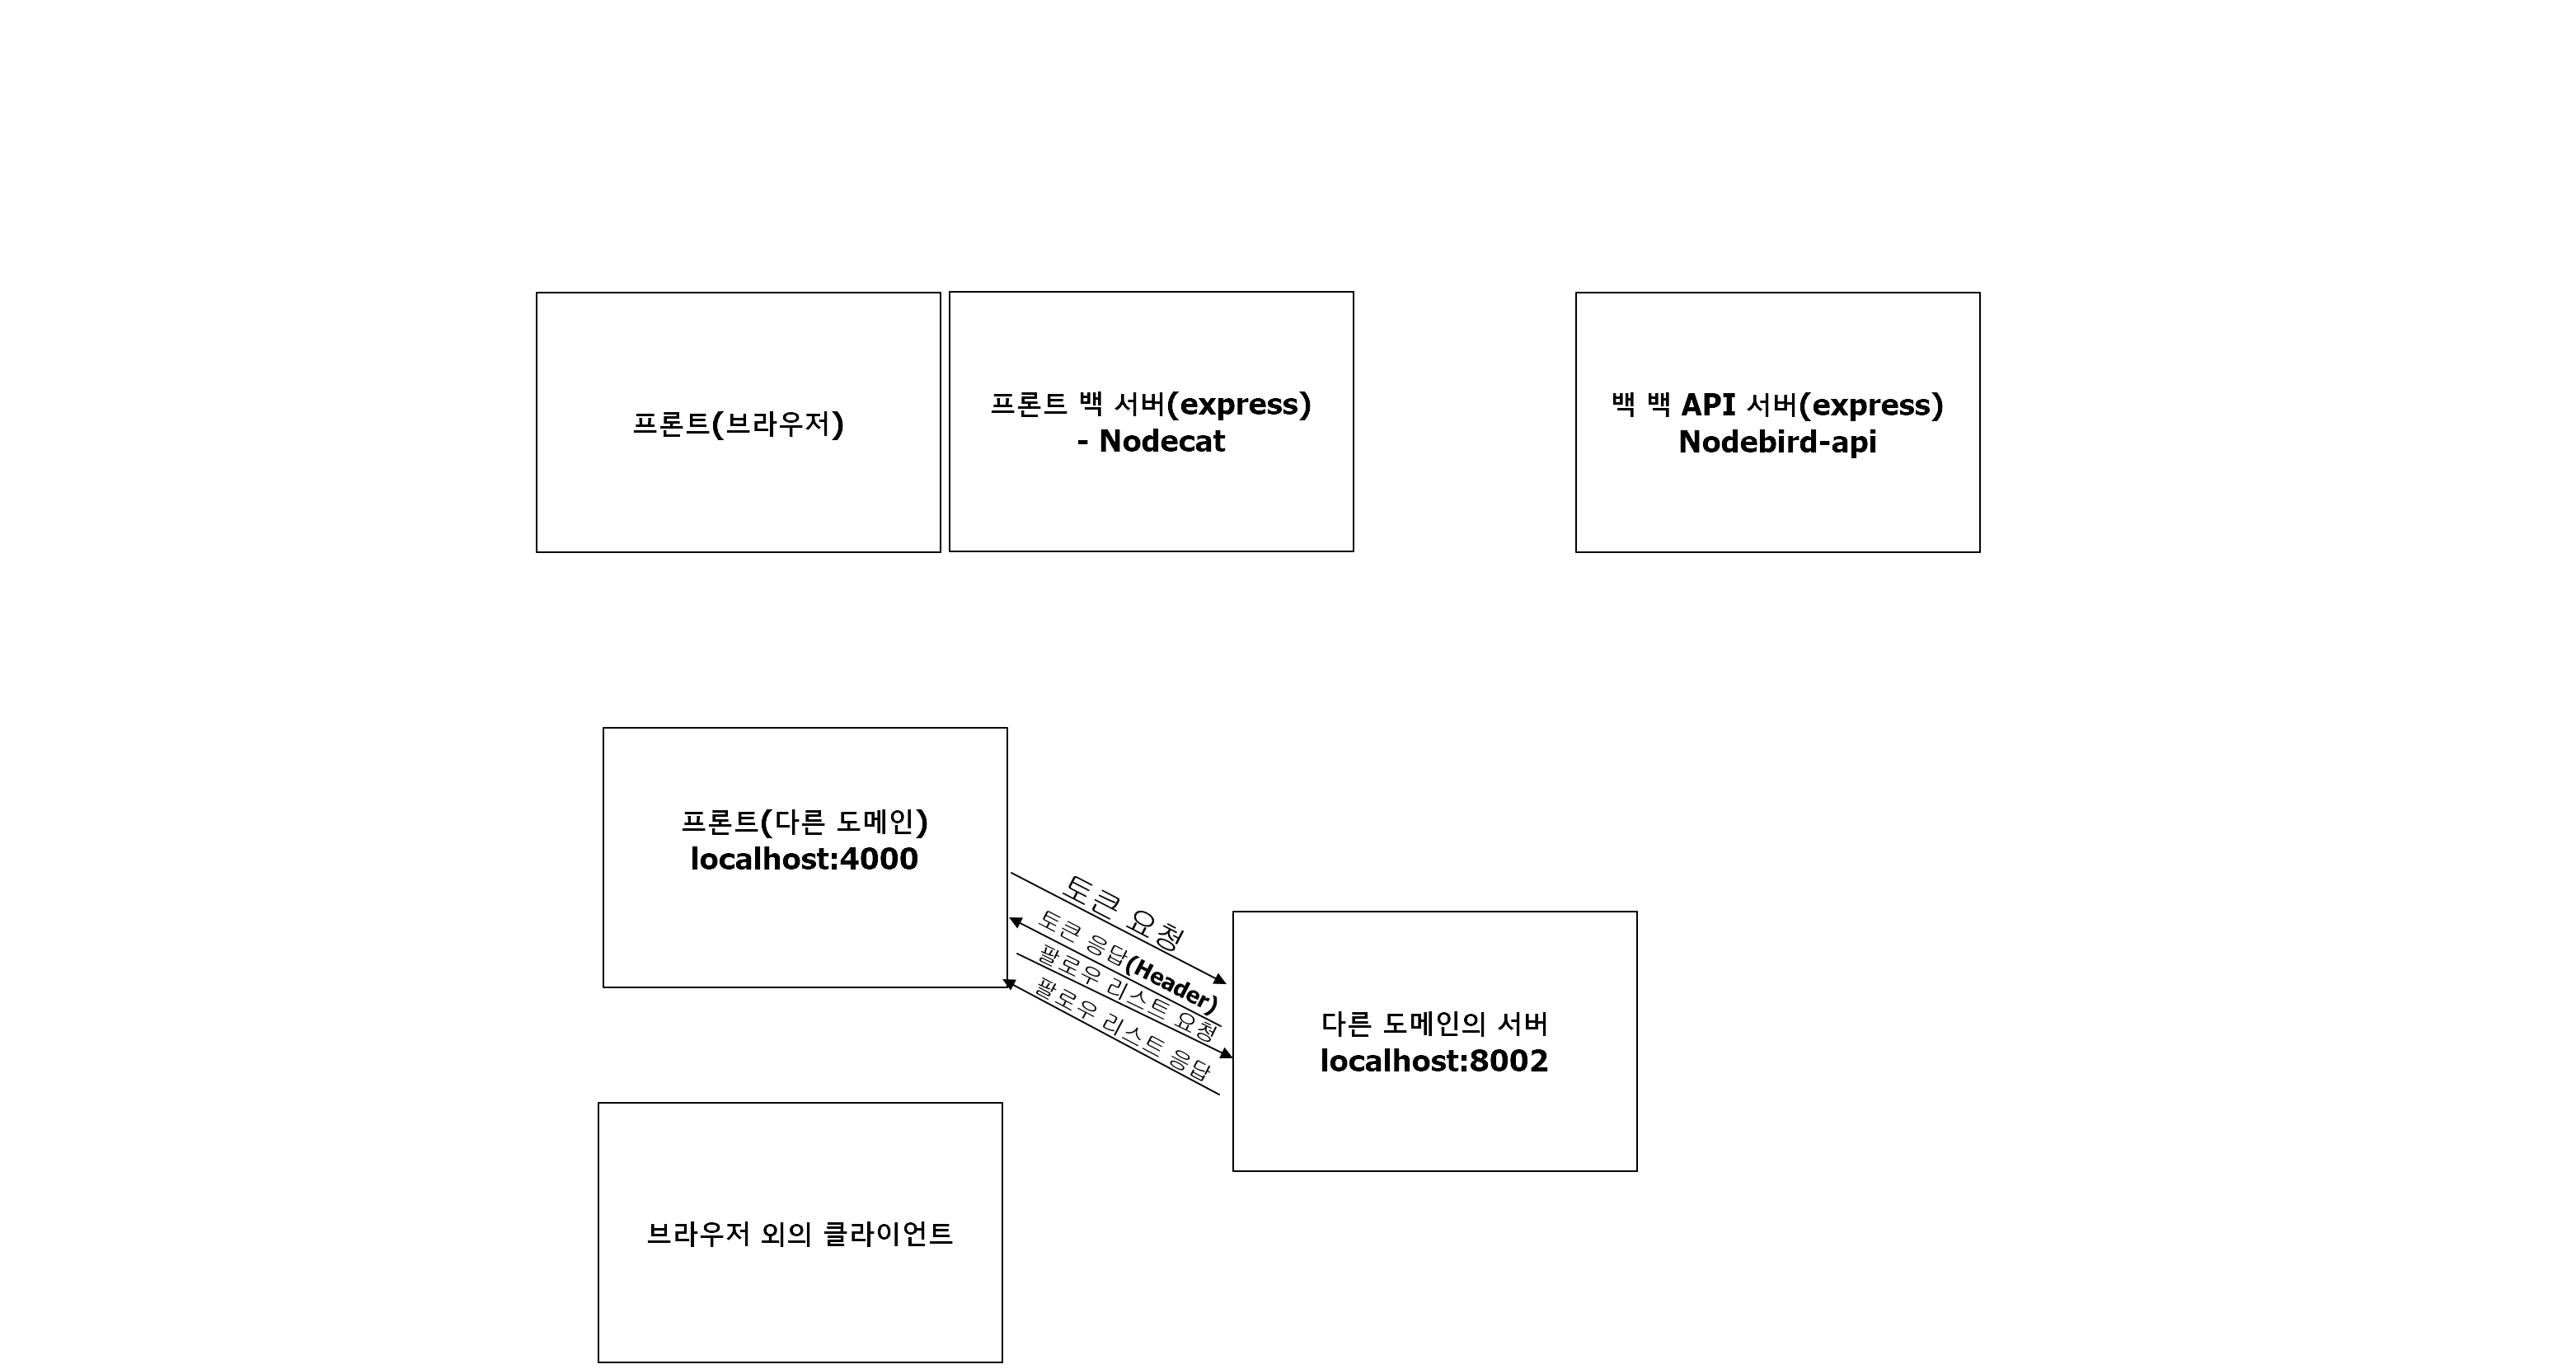 프론트(브라우저)
프론트 백 서버(express)
- Nodecat
백 백 API 서버(express)
Nodebird-api
프론트(다른 도메인)
localhost:4000
토큰 요청
토큰 응답(Header)
팔로우 리스트 요청
팔로우 리스트 응답
다른 도메인의 서버
localhost:8002
브라우저 외의 클라이언트